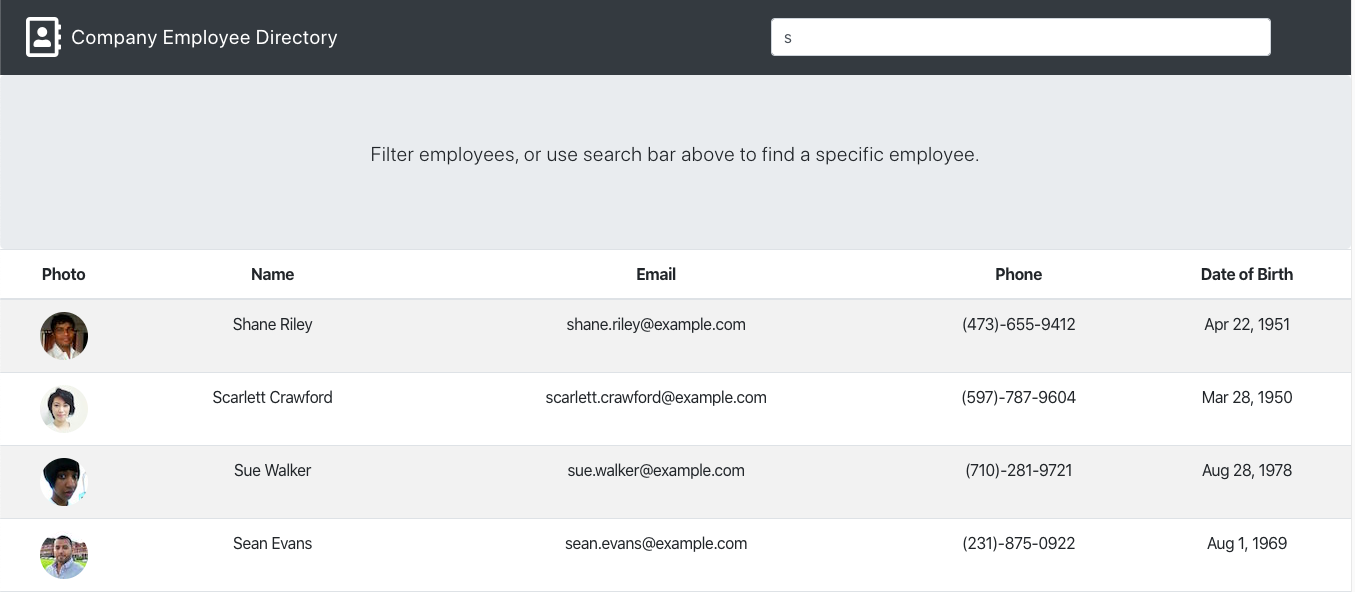 Company Employee Directory
s
Filter employees, or use search bar above to find a specific employee.
Photo Name Email Phone Date of Birth
Shane Riley shane.riley@example.com (473)-655-9412 Apr 22, 1951
Scarlett Crawford scarlett.crawford@example.com (597)-787-9604 Mar 28, 1950
Sue Walker sue.walker@example.com (710)-281-9721 Aug 28, 1978
Sean Evans sean.evans@example.com (231)-875-0922 Aug 1, 1969